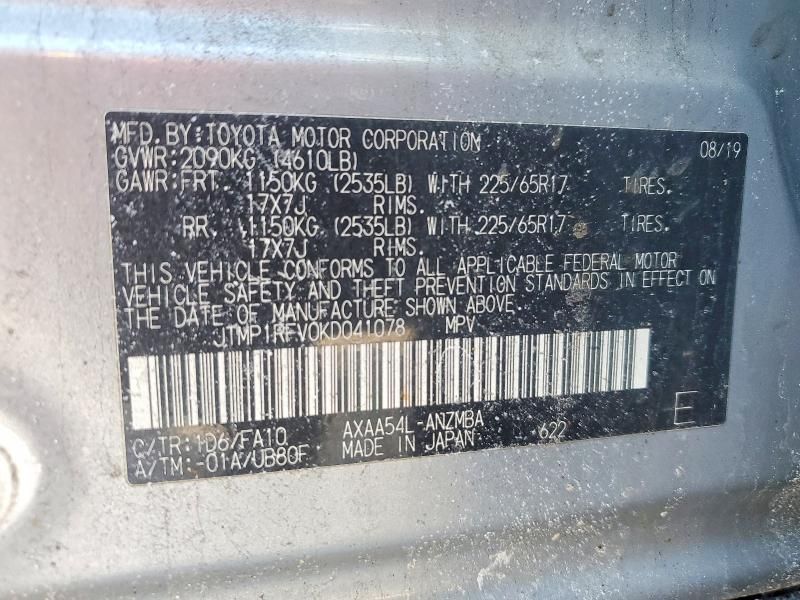 MFD. BY: TOYOTA MOTOR CORPORATION 08/19
GVWR: 2090KG (4610LB)
GAWR: FRT. 1150KG (2535LB) WITH 225/65R17 TIRES.
17X7J RIMS.
RR. 1150KG (2535LB) WITH 225/65R17 TIRES.
17X7J RIMS.
THIS VEHICLE CONFORMS TO ALL APPLICABLE FEDERAL MOTOR
VEHICLE SAFETY AND THEFT PREVENTION STANDARDS IN EFFECT ON
THE DATE OF MANUFACTURE SHOWN ABOVE.
JTMP1RFV0KD041078 MPV
C/TR: 1D6/FA10 AXAA54L-ANZMBA E
A/TM: -01A/UB80F MADE IN JAPAN 622